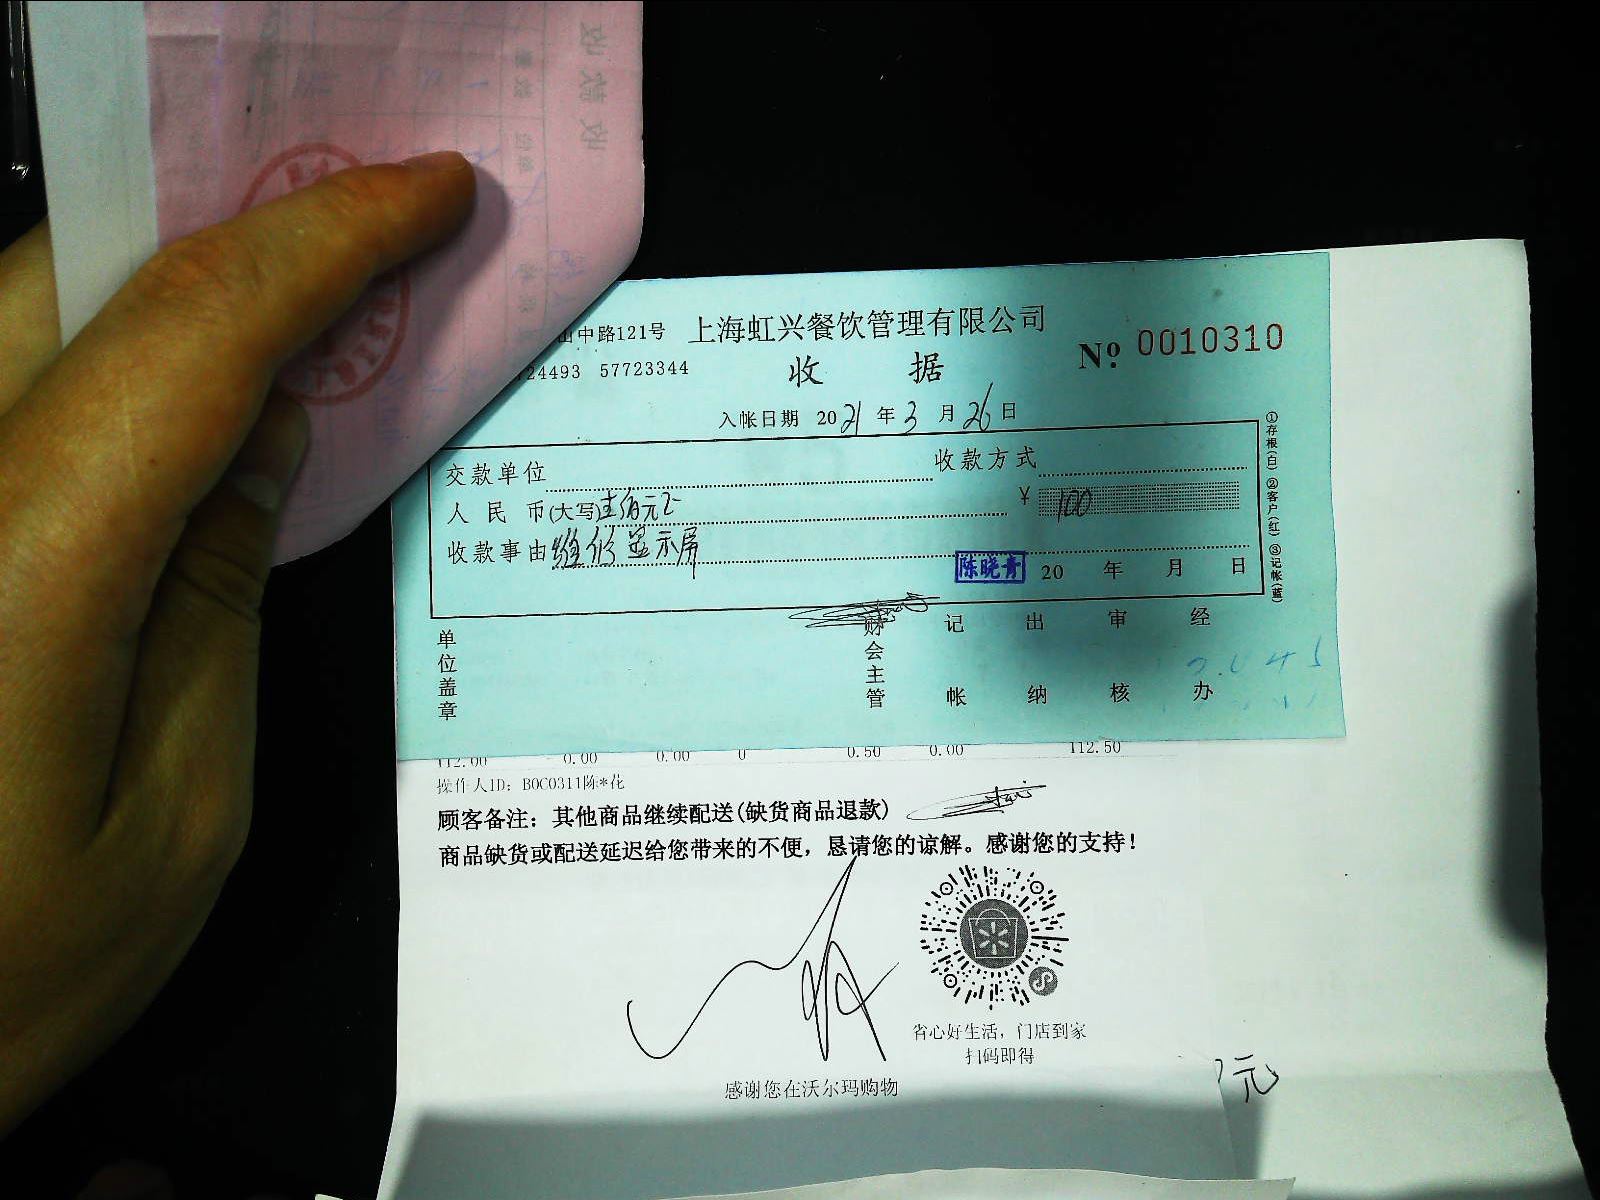 山中路121号 上海虹兴餐饮管理有限公司
24493 57723344 收 据 Nº 0010310
入帐日期 2021年3月26日
交款单位 收款方式
人民币(大写)壹佰元正 ¥ 100
收款事由维修显示屏
陈晓青 20 年 月 日
①存根(白) ②客户(红) ③记帐(蓝)
单位盖章 财会主管 记帐 出纳 审核 经办
112.00 0.00 0.00 0 0.50 0.00 112.50
操作人ID: B0C0311陈*花
顾客备注: 其他商品继续配送(缺货商品退款)
商品缺货或配送延迟给您带来的不便,恳请您的谅解。感谢您的支持!
省心好生活,门店到家
扫码即得
感谢您在沃尔玛购物
元